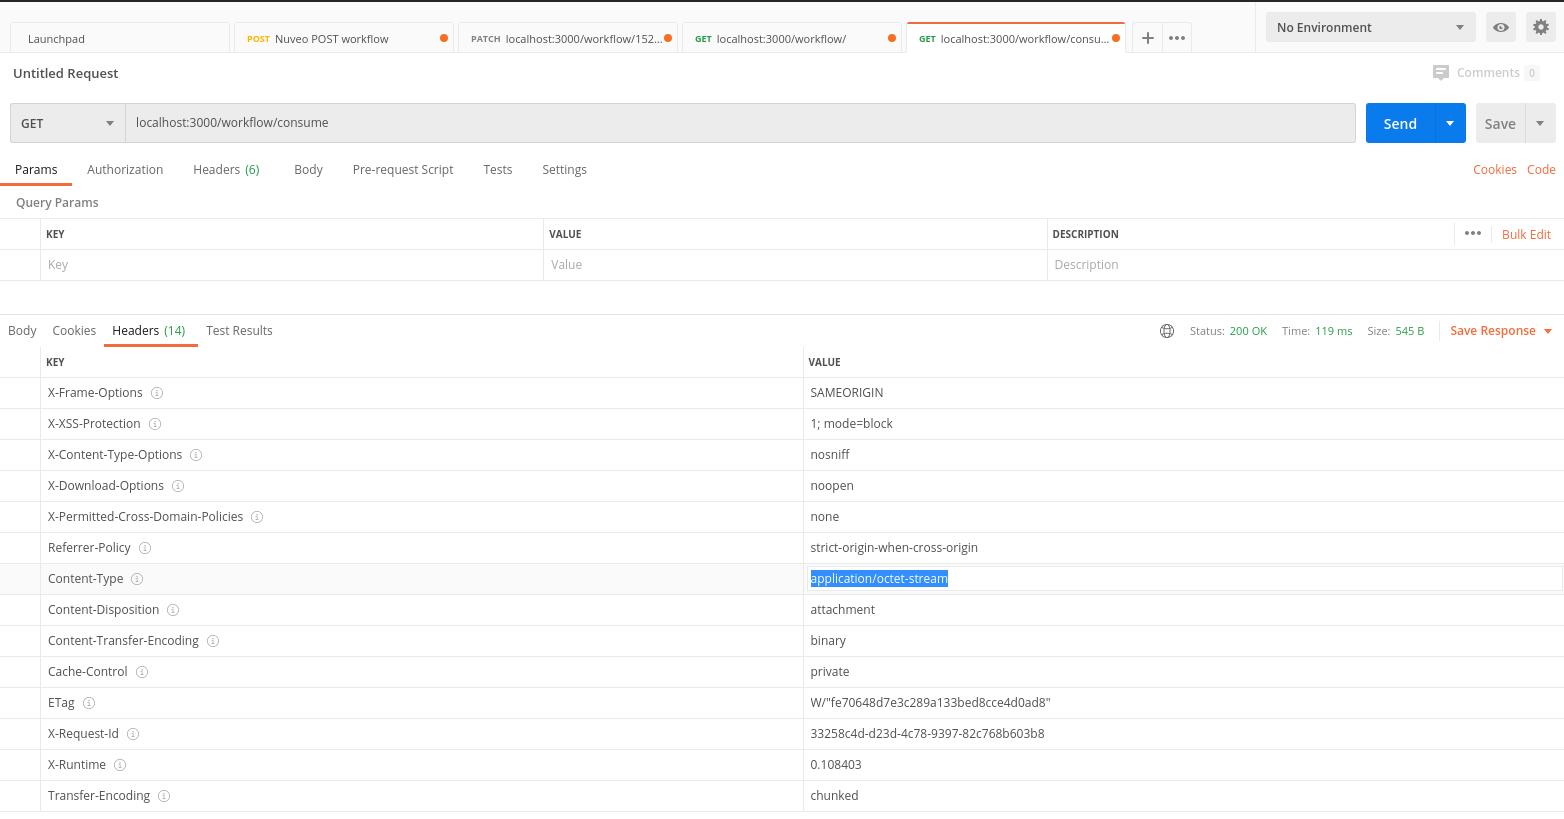 Launchpad
POST Nuveo POST workflow
PATCH localhost:3000/workflow/152...
GET localhost:3000/workflow/
GET localhost:3000/workflow/consu...
No Environment
Untitled Request
Comments 0
GET
localhost:3000/workflow/consume
Send
Save
Params Authorization Headers (6) Body Pre-request Script Tests Settings
Cookies Code
Query Params
KEY VALUE DESCRIPTION
Bulk Edit
Key Value Description
Body Cookies Headers (14) Test Results
Status: 200 OK Time: 119 ms Size: 545 B Save Response
KEY VALUE
X-Frame-Options SAMEORIGIN
X-XSS-Protection 1; mode=block
X-Content-Type-Options nosniff
X-Download-Options noopen
X-Permitted-Cross-Domain-Policies none
Referrer-Policy strict-origin-when-cross-origin
Content-Type application/octet-stream
Content-Disposition attachment
Content-Transfer-Encoding binary
Cache-Control private
ETag W/"fe70648d7e3c289a133bed8cce4d0ad8"
X-Request-Id 33258c4d-d23d-4c78-9397-82c768b603b8
X-Runtime 0.108403
Transfer-Encoding chunked